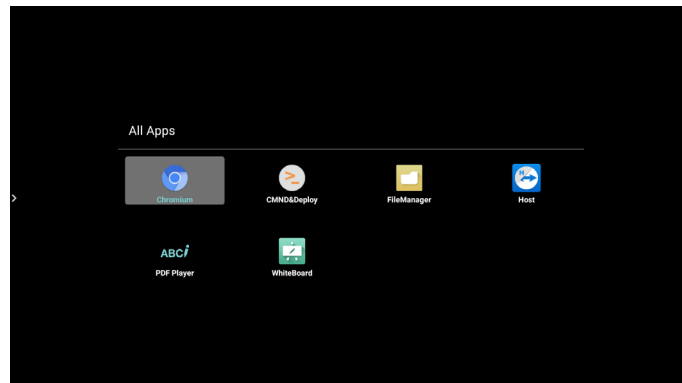 All Apps
Chromium
CMND&Deploy
FileManager
Host
ABCi
PDF Player
WhiteBoard